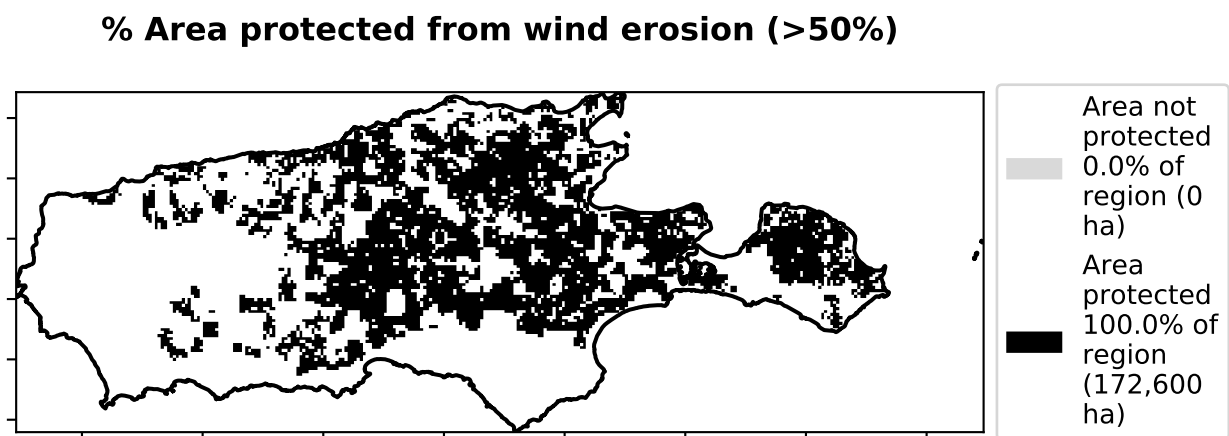 % Area protected from wind erosion (>50%)
Area not
protected
0.0% of
region (0
ha)
Area
protected
100.0% of
region
(172,600
ha)